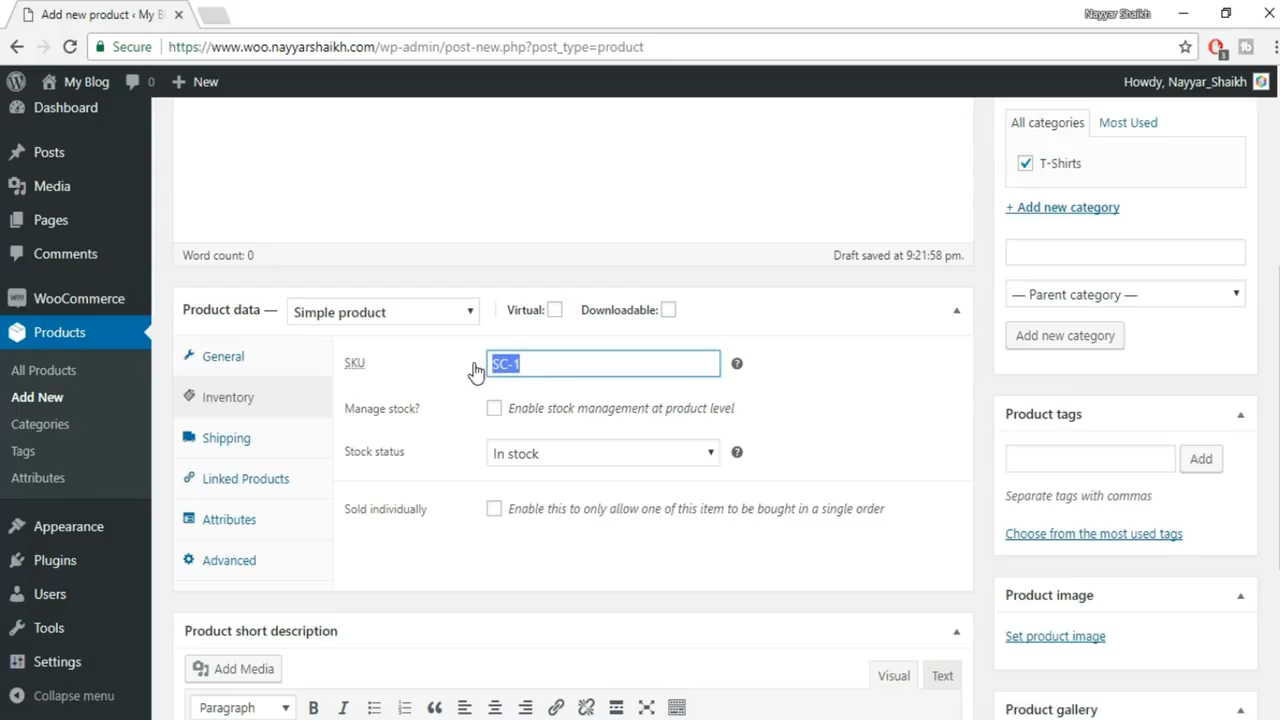 Add new product ‹ My B
Nayyar Shaikh
Secure
https://www.woo.nayyarshaikh.com/wp-admin/post-new.php?post_type=product
3
My Blog
0
New
Howdy, Nayyar_Shaikh
Dashboard
Posts
Media
Pages
Comments
WooCommerce
Products
All Products
Add New
Categories
Tags
Attributes
Appearance
Plugins
Users
Tools
Settings
Collapse menu
Word count: 0
Draft saved at 9:21:58 pm.
Product data —
Simple product
Virtual:
Downloadable:
General
Inventory
Shipping
Linked Products
Attributes
Advanced
SKU
SC-1
Manage stock?
Enable stock management at product level
Stock status
In stock
Sold individually
Enable this to only allow one of this item to be bought in a single order
Product short description
Add Media
Visual
Text
Paragraph
All categories
Most Used
T-Shirts
+ Add new category
— Parent category —
Add new category
Product tags
Add
Separate tags with commas
Choose from the most used tags
Product image
Set product image
Product gallery